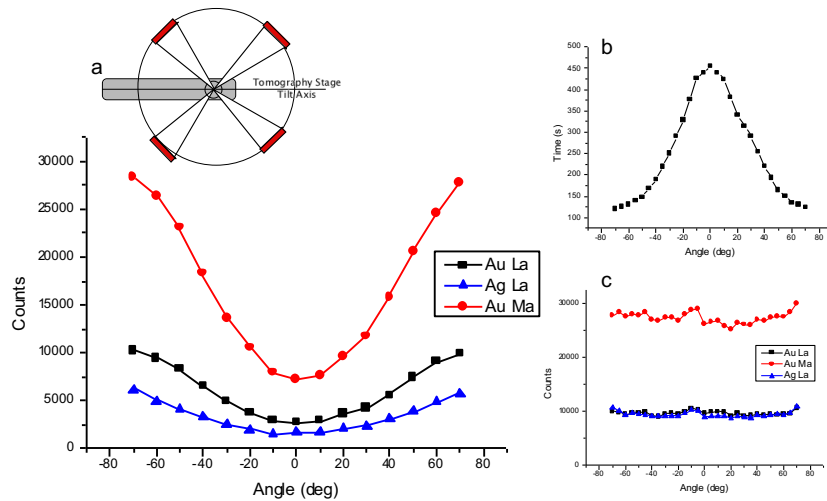 a
Tomography Stage
Tilt Axis
30000
25000
20000
15000
10000
5000
0
Counts
-80 -60 -40 -20 0 20 40 60 80
Angle (deg)
Au La
Ag La
Au Ma
b
500
450
400
350
300
250
200
150
100
Time (s)
-80 -60 -40 -20 0 20 40 60 80
Angle (deg)
c
30000
20000
10000
0
Counts
-80 -60 -40 -20 0 20 40 60 80
Angle (deg)
Au La
Au Ma
Ag La